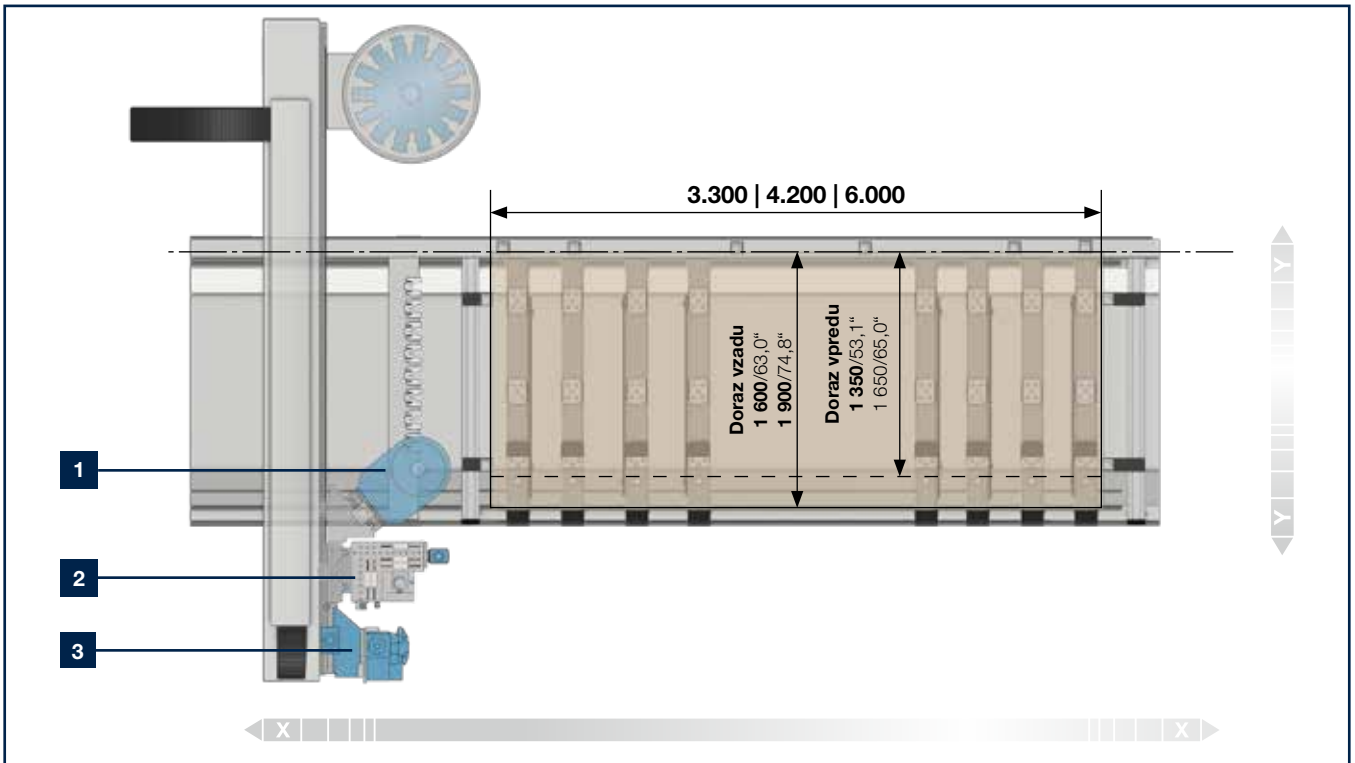 3.300 | 4.200 | 6.000
Doraz vzadu
1 600/63,0“
1 900/74,8“
Doraz vpredu
1 350/53,1“
1 650/65,0“
Y
Y
1
2
3
X
X